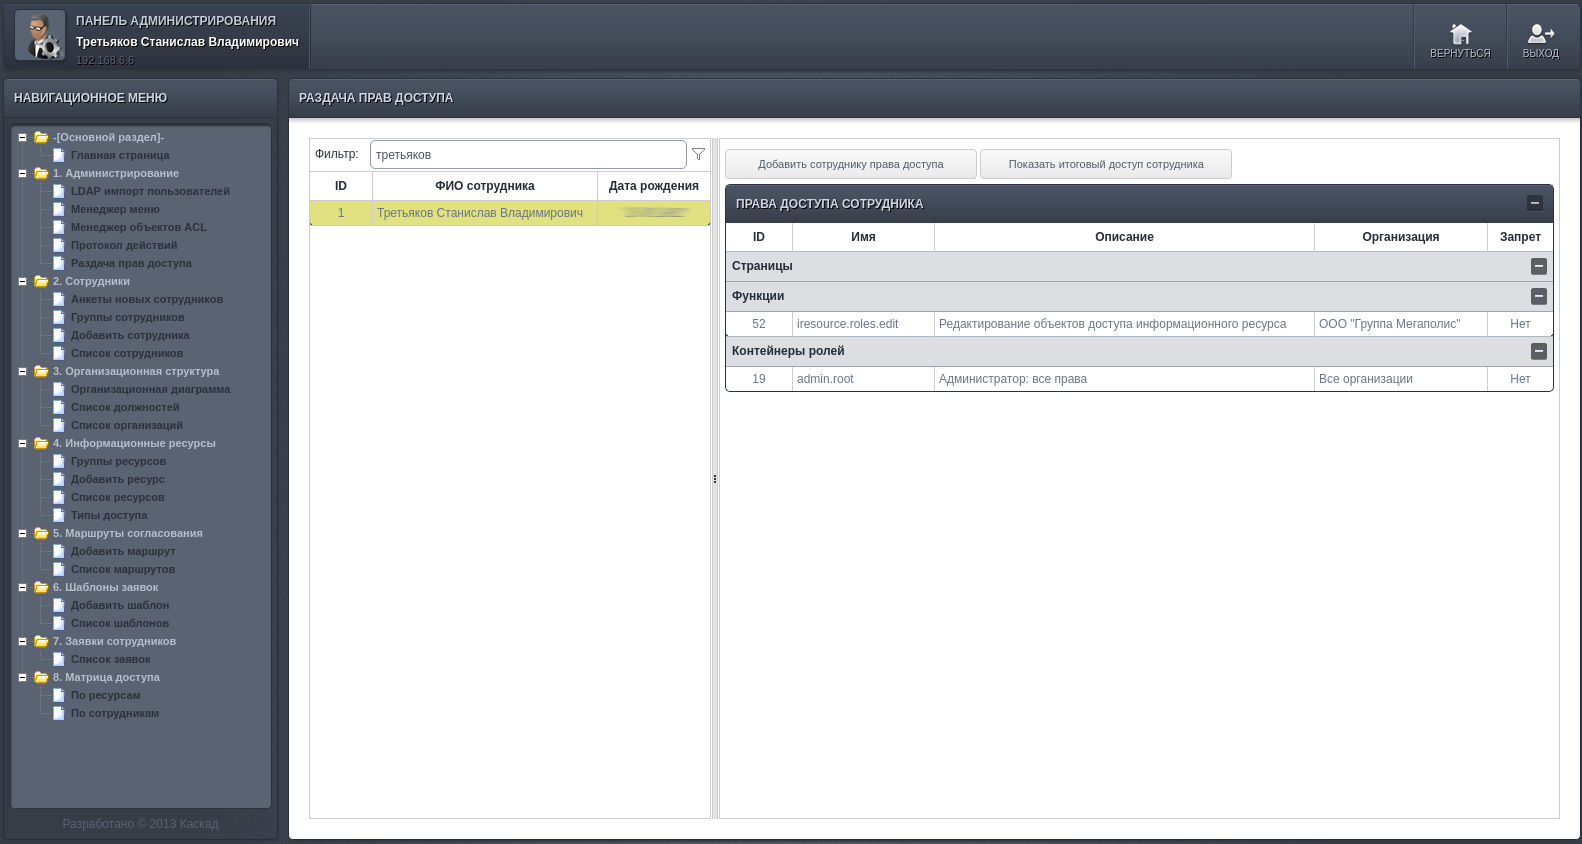 ПАНЕЛЬ АДМИНИСТРИРОВАНИЯ
Третьяков Станислав Владимирович
192.168.6.6
ВЕРНУТЬСЯ
ВЫХОД
НАВИГАЦИОННОЕ МЕНЮ
-[Основной раздел]-
Главная страница
1. Администрирование
LDAP импорт пользователей
Менеджер меню
Менеджер объектов ACL
Протокол действий
Раздача прав доступа
2. Сотрудники
Анкеты новых сотрудников
Группы сотрудников
Добавить сотрудника
Список сотрудников
3. Организационная структура
Организационная диаграмма
Список должностей
Список организаций
4. Информационные ресурсы
Группы ресурсов
Добавить ресурс
Список ресурсов
Типы доступа
5. Маршруты согласования
Добавить маршрут
Список маршрутов
6. Шаблоны заявок
Добавить шаблон
Список шаблонов
7. Заявки сотрудников
Список заявок
8. Матрица доступа
По ресурсам
По сотрудникам
Разработано © 2013 Каскад
РАЗДАЧА ПРАВ ДОСТУПА
Фильтр: третьяков
ID ФИО сотрудника Дата рождения
1 Третьяков Станислав Владимирович
Добавить сотруднику права доступа
Показать итоговый доступ сотрудника
ПРАВА ДОСТУПА СОТРУДНИКА
ID Имя Описание Организация Запрет
Страницы
Функции
52 iresource.roles.edit Редактирование объектов доступа информационного ресурса ООО "Группа Мегаполис" Нет
Контейнеры ролей
19 admin.root Администратор: все права Все организации Нет